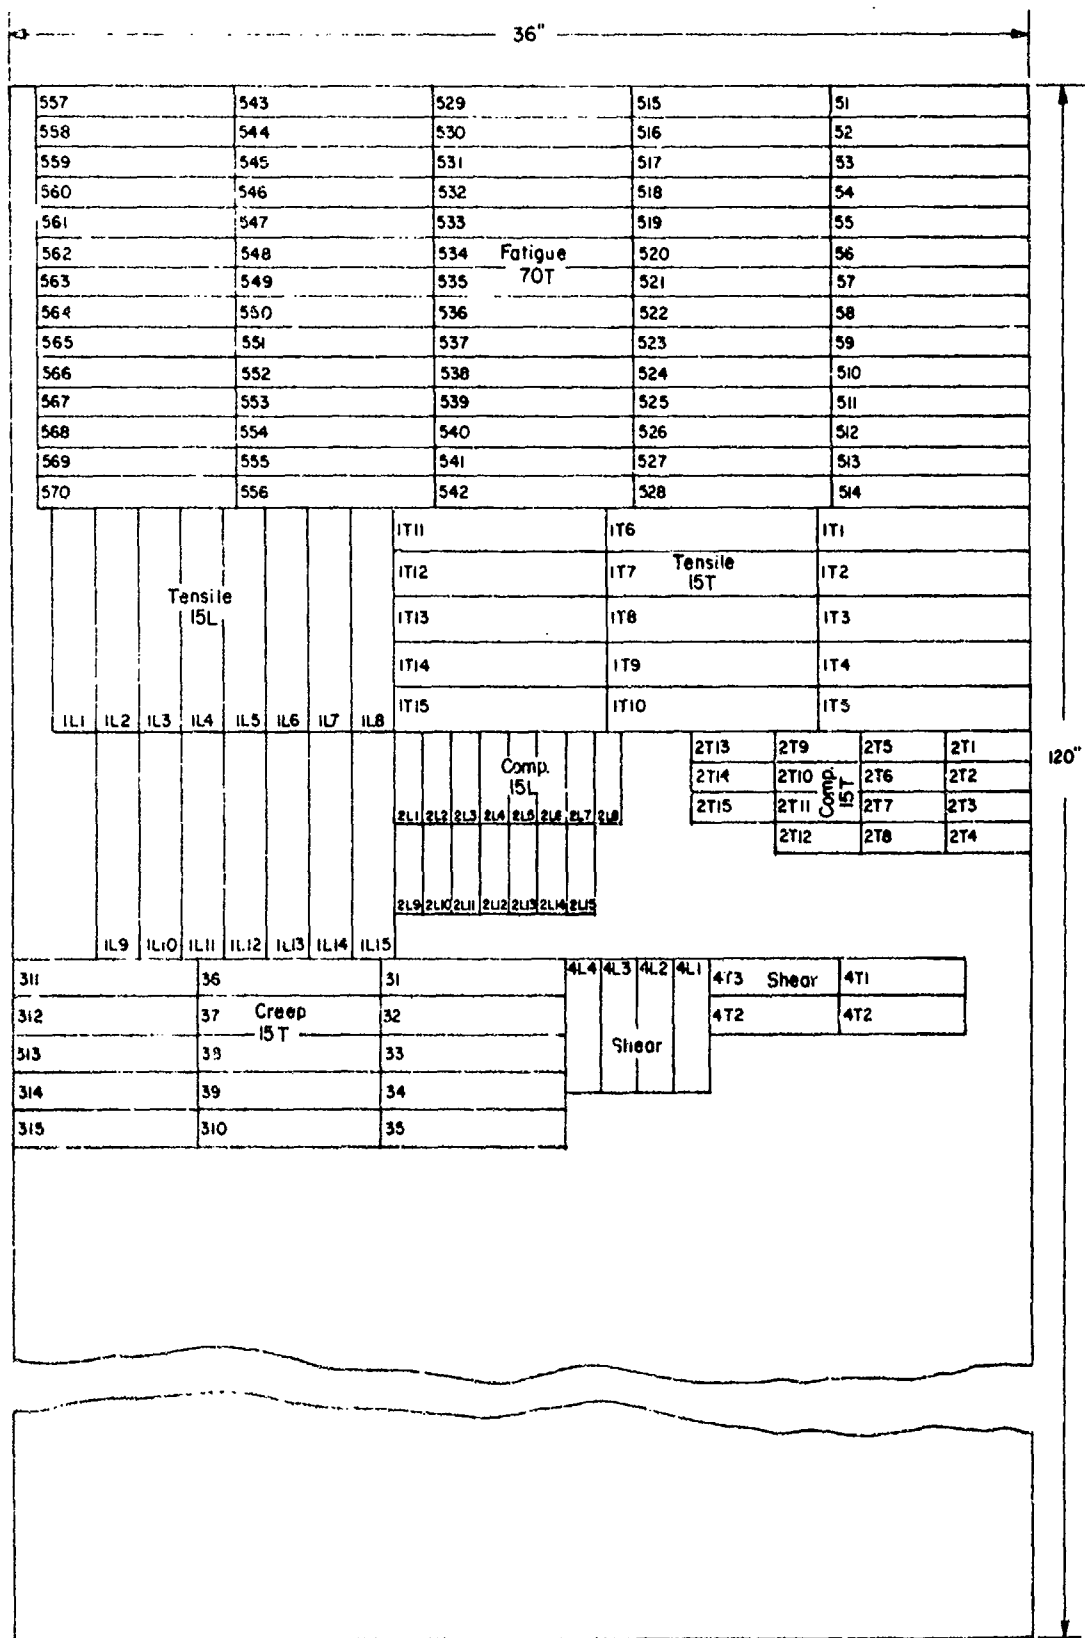 36"
557 543 529 515 51
558 544 530 516 52
559 545 531 517 53
560 546 532 518 54
561 547 533 519 55
562 548 534 Fatigue 520 56
563 549 535 70T 521 57
564 550 536 522 58
565 551 537 523 59
566 552 538 524 510
567 553 539 525 511
568 554 540 526 512
569 555 541 527 513
570 556 542 528 514
1T11 1T6 1T1
1T12 1T7 Tensile 15T 1T2
Tensile
15L
1T13 1T8 1T3
1T14 1T9 1T4
1T15 1T10 1T5
1L1 1L2 1L3 1L4 1L5 1L6 1L7 1L8
2T13 2T9 2T5 2T1
120"
Comp.
15L
2T14 2T10 2T6 2T2
Comp.
15T
2T15 2T11 2T7 2T3
2L1 2L2 2L3 2L4 2L5 2L6 2L7 2L8
2T12 2T8 2T4
2L9 2L10 2L11 2L12 2L13 2L14 2L15
1L9 1L10 1L11 1L12 1L13 1L14 1L15
311 36 31 4L4 4L3 4L2 4L1 4T3 Shear 4T1
312 37 Creep 32 4T2 4T2
15T
313 38 33 Shear
314 39 34
315 310 35